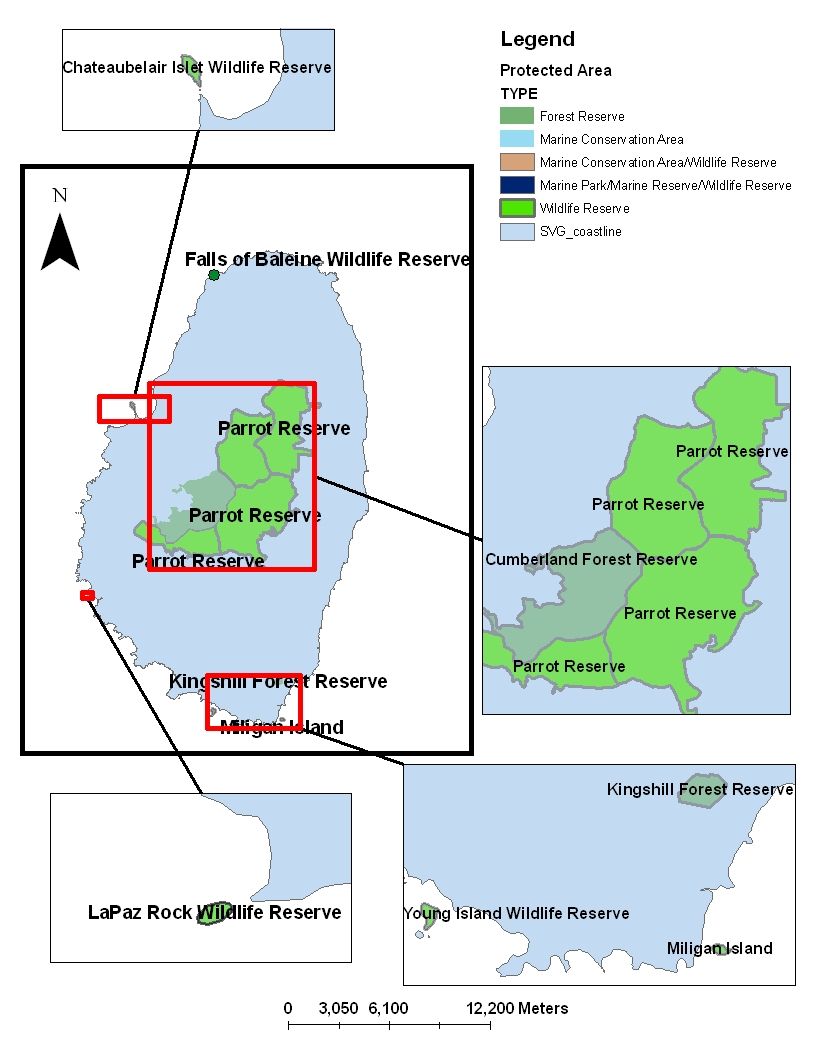 Chateaubelair Islet Wildlife Reserve
Legend
Protected Area
TYPE
Forest Reserve
Marine Conservation Area
Marine Conservation Area/Wildlife Reserve
Marine Park/Marine Reserve/Wildlife Reserve
Wildlife Reserve
SVG_coastline
N
Falls of Baleine Wildlife Reserve
Parrot Reserve
Parrot Reserve
Parrot Reserve
Kingshill Forest Reserve
Miligan Island
Parrot Reserve
Parrot Reserve
Cumberland Forest Reserve
Parrot Reserve
Parrot Reserve
LaPaz Rock Wildlife Reserve
Kingshill Forest Reserve
Young Island Wildlife Reserve
Miligan Island
0 3,050 6,100 12,200 Meters